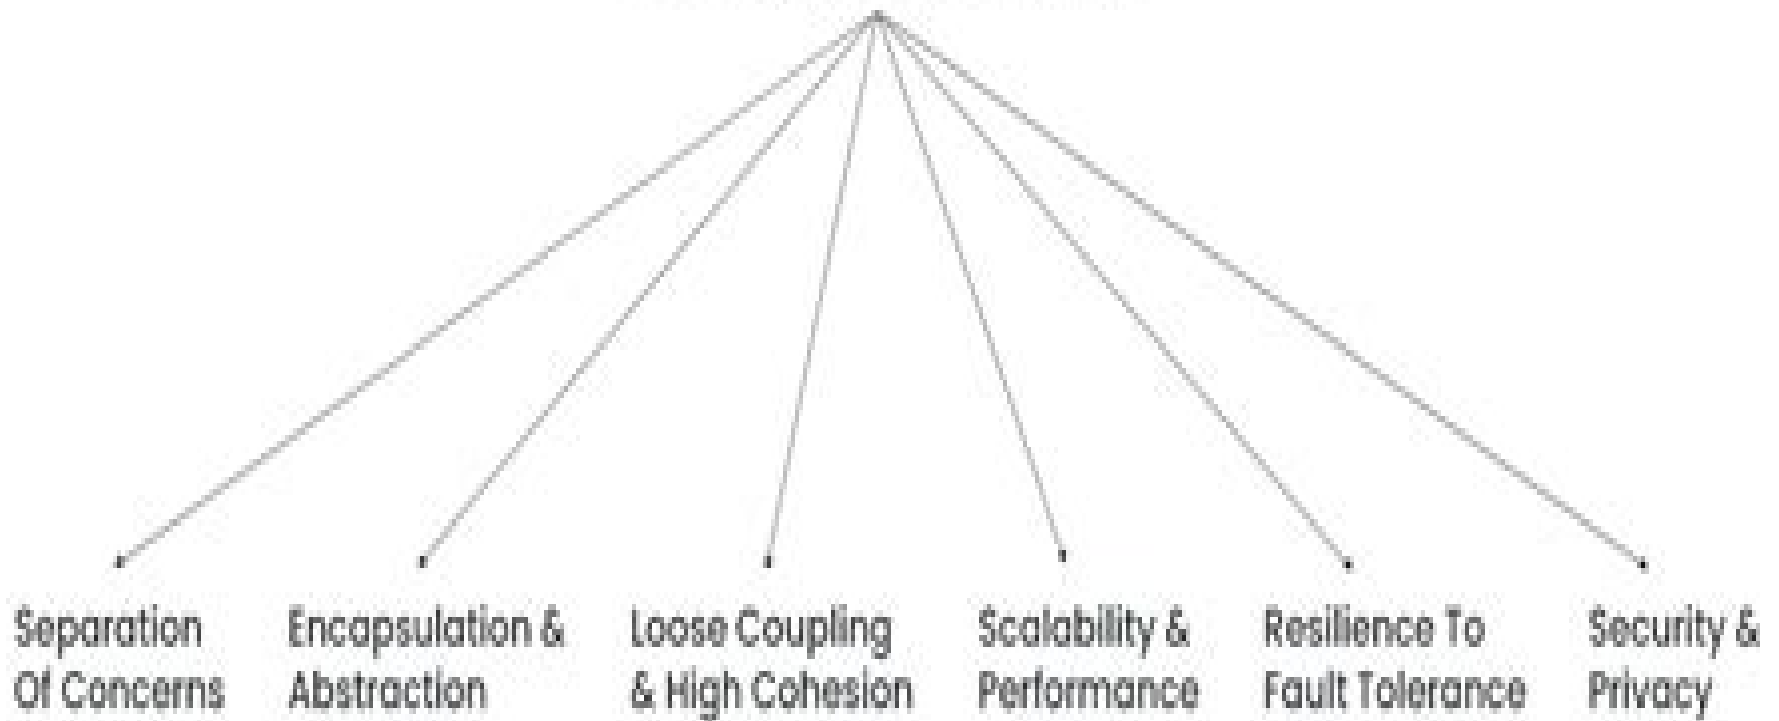 Separation
Of Concerns
Encapsulation &
Abstraction
Loose Coupling
& High Cohesion
Scalability &
Performance
Resilience To
Fault Tolerance
Security &
Privacy